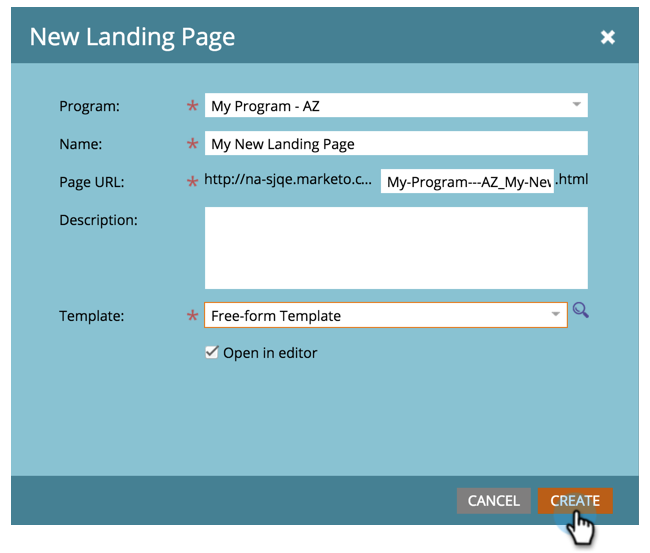 New Landing Page
Program: * My Program - AZ
Name: * My New Landing Page
Page URL: * http://na-sjqe.marketo.c... My-Program---AZ_My-Nev .html
Description:
Template: * Free-form Template
Open in editor
CANCEL CREATE